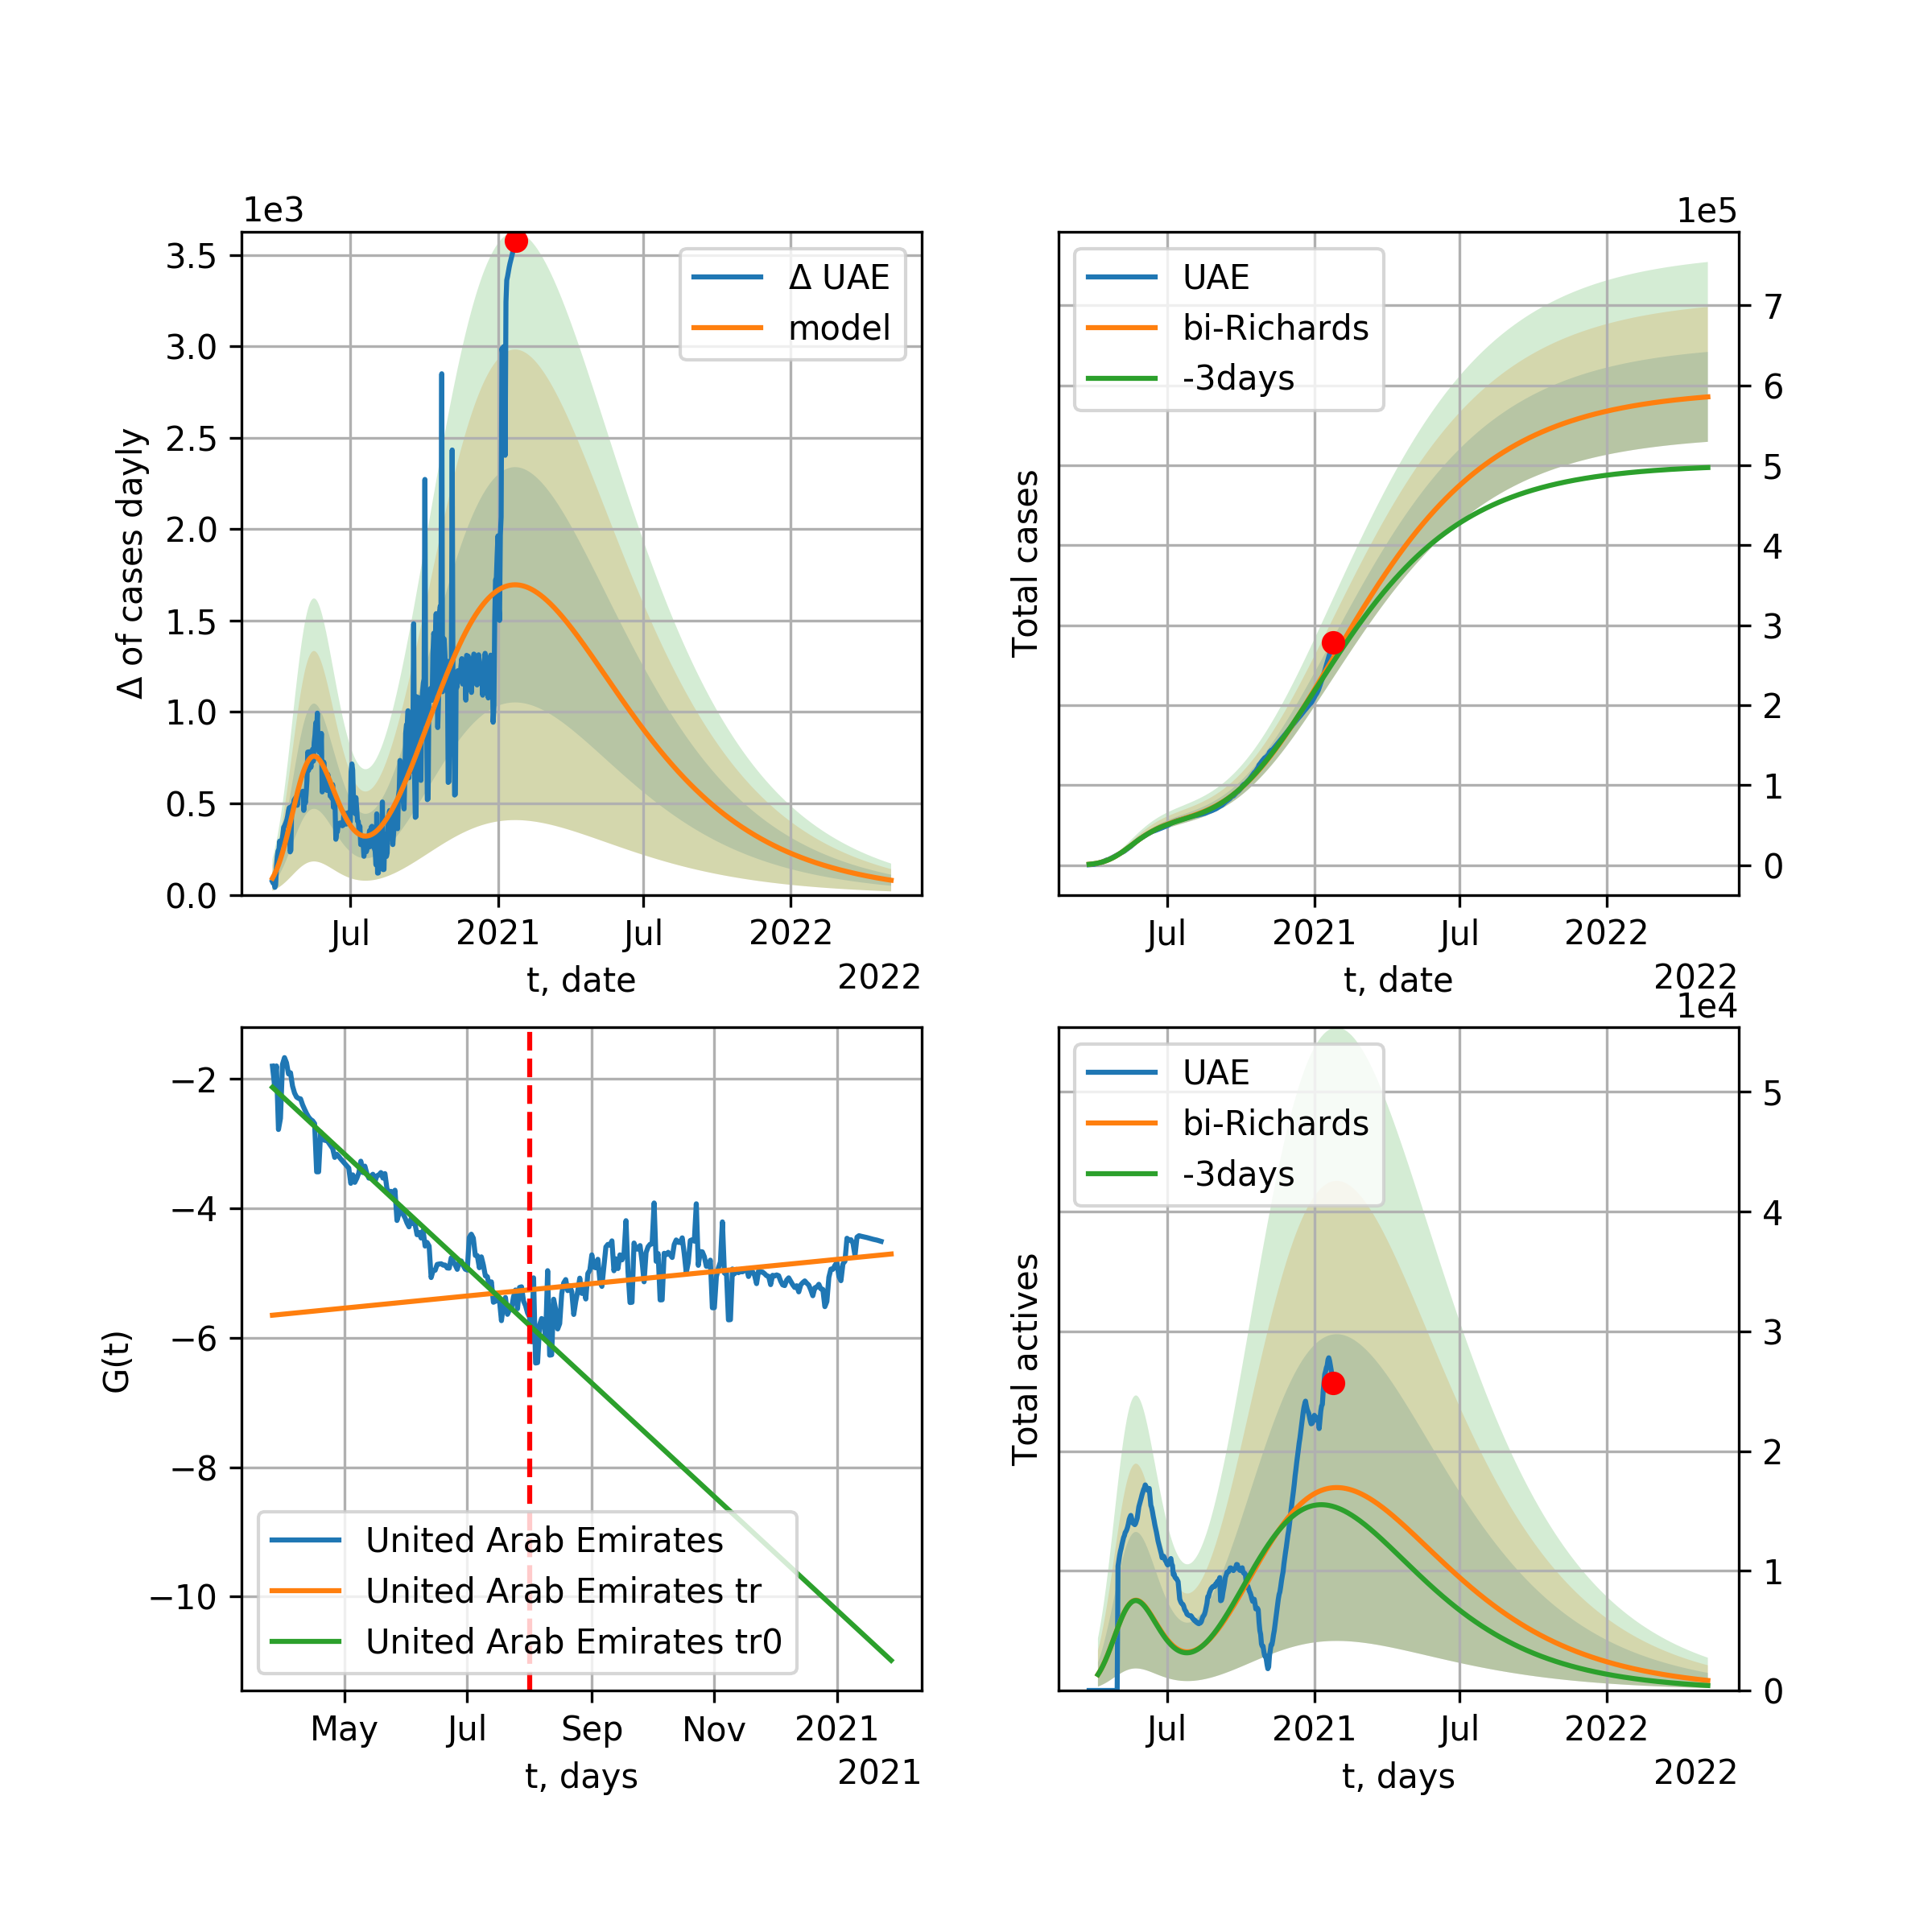 1e3
3.5
3.0
2.5
2.0
1.5
1.0
0.5
0.0
Δ of cases dayly
Δ UAE
model
Jul 2021 Jul 2022
t, date
2022
1e5
Total cases
UAE
bi-Richards
-3days
7
6
5
4
3
2
1
0
Jul 2021 Jul 2022
t, date
2022
−2
−4
−6
−8
−10
G(t)
United Arab Emirates
United Arab Emirates tr
United Arab Emirates tr0
May Jul Sep Nov 2021
t, days
2021
1e4
Total actives
UAE
bi-Richards
-3days
5
4
3
2
1
0
Jul 2021 Jul 2022
t, days
2022